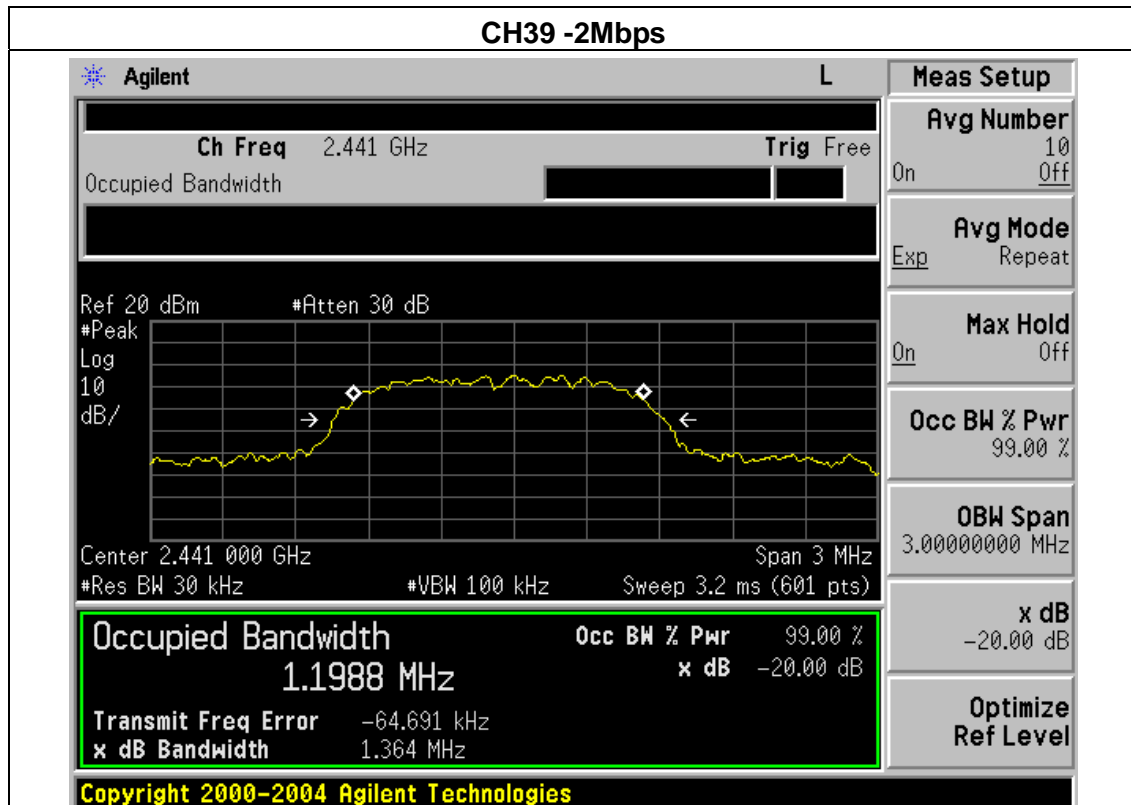 CH39 -2Mbps
Agilent L
Ch Freq 2.441 GHz Trig Free
Occupied Bandwidth
Ref 20 dBm #Atten 30 dB
#Peak
Log
10
dB/
Center 2.441 000 GHz Span 3 MHz
#Res BW 30 kHz #VBW 100 kHz Sweep 3.2 ms (601 pts)
Occupied Bandwidth Occ BW % Pwr 99.00 %
1.1988 MHz x dB -20.00 dB
Transmit Freq Error -64.691 kHz
x dB Bandwidth 1.364 MHz
Copyright 2000-2004 Agilent Technologies
Meas Setup
Avg Number
10
On Off
Avg Mode
Exp Repeat
Max Hold
On Off
Occ BW % Pwr
99.00 %
OBW Span
3.00000000 MHz
x dB
-20.00 dB
Optimize
Ref Level